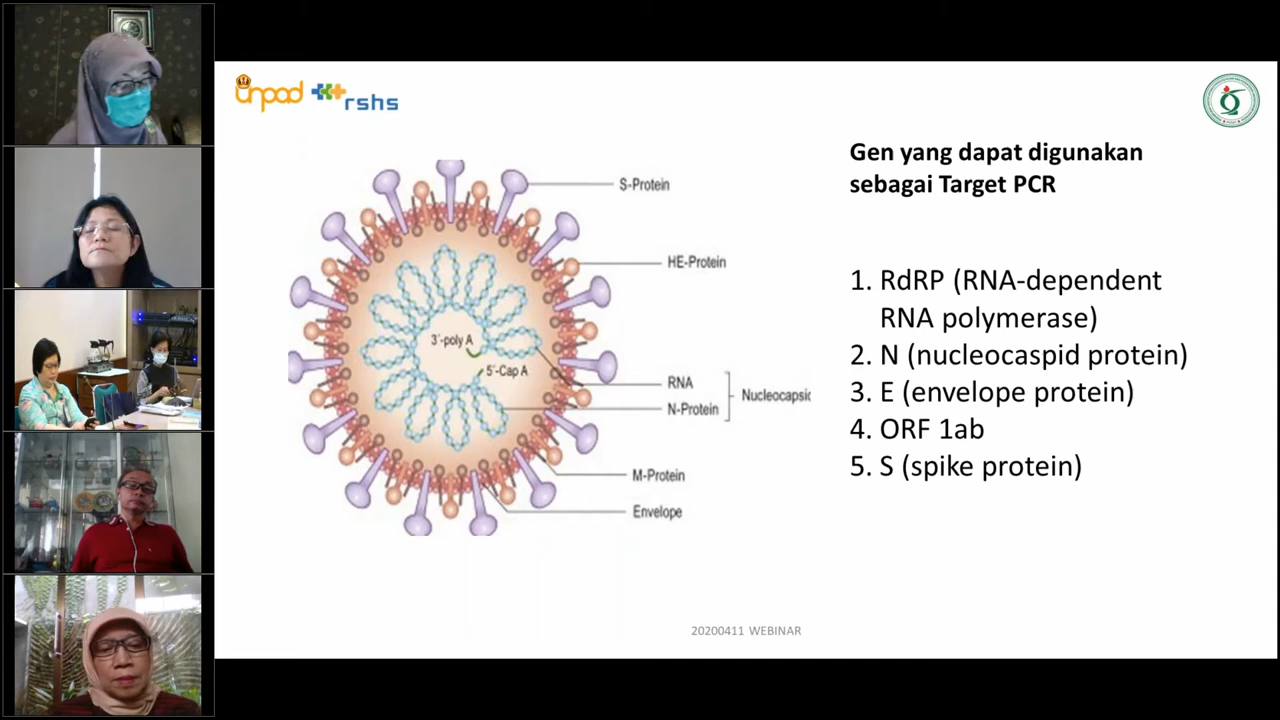 unpad rshs
Gen yang dapat digunakan
sebagai Target PCR
S-Protein
HE-Protein
3'-poly A
5'-Cap A
RNA
N-Protein
Nucleocapsic
M-Protein
Envelope
1. RdRP (RNA-dependent
RNA polymerase)
2. N (nucleocaspid protein)
3. E (envelope protein)
4. ORF 1ab
5. S (spike protein)
20200411 WEBINAR